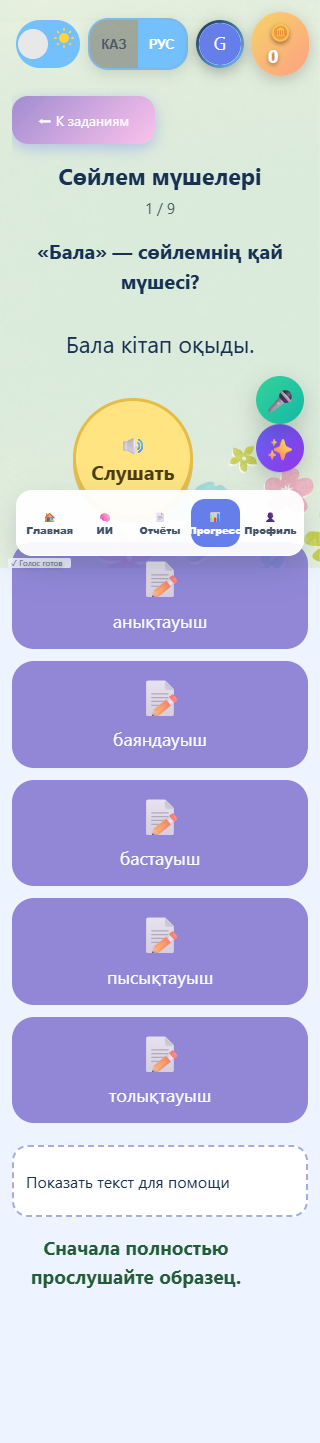 КАЗ
РУС
G
0
⬅ К заданиям
Сөйлем мүшелері
1 / 9
«Бала» — сөйлемнің қай
мүшесі?
Бала кітап оқыды.
Слушать
Главная
ИИ
Отчёты
Прогресс
Профиль
✓ Голос готов
анықтауыш
баяндауыш
бастауыш
пысықтауыш
толықтауыш
Показать текст для помощи
Сначала полностью
прослушайте образец.